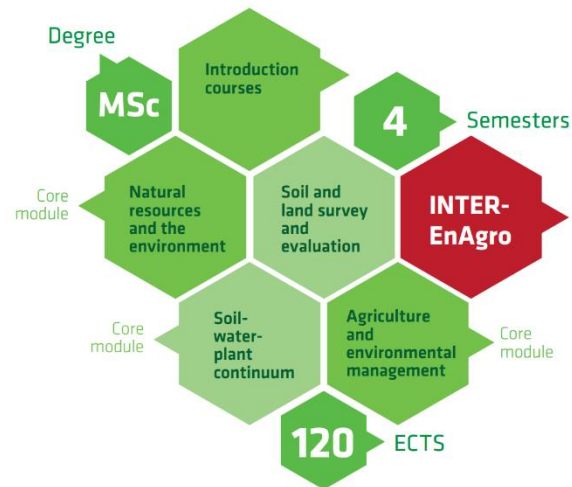 Degree
MSc
Introduction
courses
4
Semesters
Core
module
Natural
resources
and the
environment
Soil and
land survey
and
evaluation
INTER-
EnAgro
Core
module
Soil-
water-
plant
continuum
Agriculture
and
environmental
management
Core
module
120
ECTS